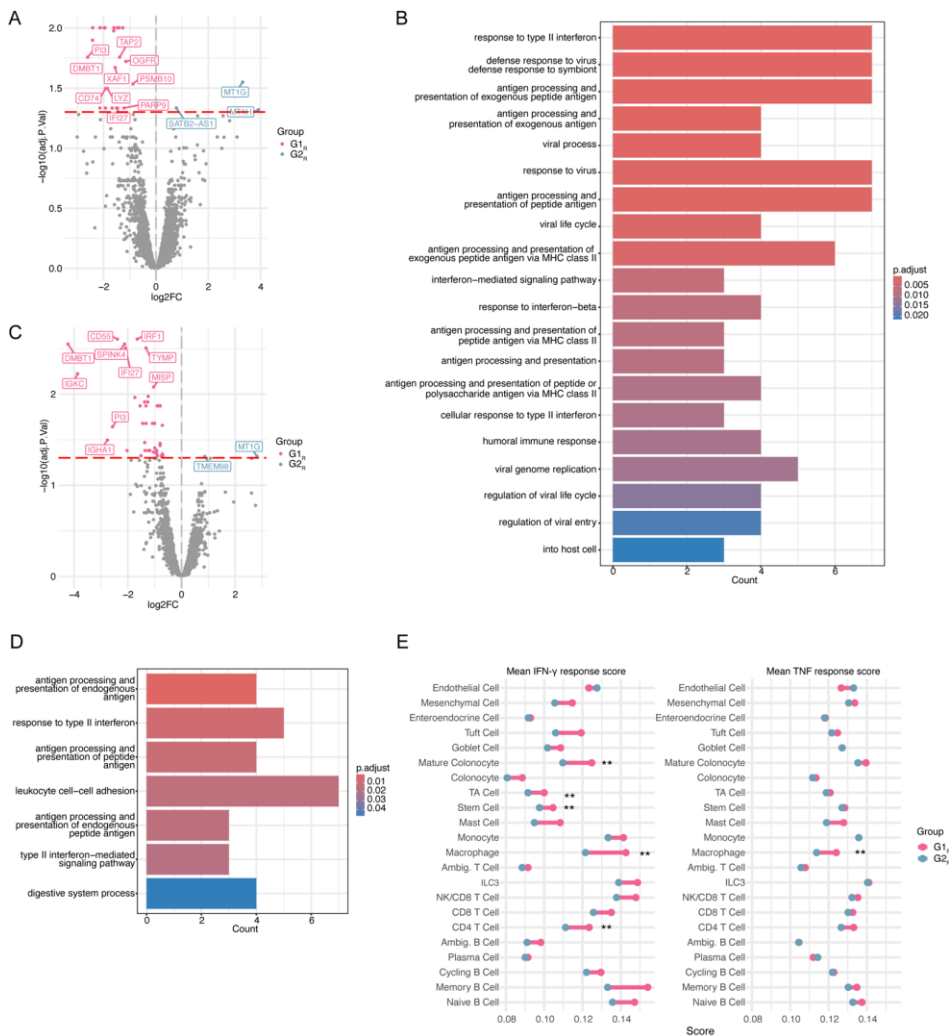 A
2.0
1.5
1.0
0.5
0.0
-log10(adj.P.Val)
PI3
TAP2
OGFR
DMBT1
XAF1
PSMB10
CD74
LYZ
PARP9
IFI27
MT1G
SATB2-AS1
-2
0
2
4
log2FC
Group
G1R
G2R
B
response to type II interferon
defense response to virus
defense response to symbiont
antigen processing and
presentation of exogenous peptide antigen
antigen processing and
presentation of exogenous antigen
viral process
response to virus
antigen processing and
presentation of peptide antigen
viral life cycle
antigen processing and presentation of
exogenous peptide antigen via MHC class II
interferon-mediated signaling pathway
response to interferon-beta
antigen processing and presentation of
peptide antigen via MHC class II
antigen processing and presentation
antigen processing and presentation of peptide or
polysaccharide antigen via MHC class II
cellular response to type II interferon
humoral immune response
viral genome replication
regulation of viral life cycle
regulation of viral entry
into host cell
0
2
4
6
Count
p.adjust
0.005
0.010
0.015
0.020
C
2
1
0
-log10(adj.P.Val)
CD55
IRF1
DMBT1
SPINK4
TYMP
IGKC
IFI27
MISP
PI3
IGHA1
MT1G
TMEM98
-4
-2
0
2
log2FC
Group
G1R
G2R
D
antigen processing and
presentation of endogenous
antigen
response to type II interferon
antigen processing and
presentation of peptide
antigen
leukocyte cell-cell adhesion
antigen processing and
presentation of endogenous
peptide antigen
type II interferon-mediated
signaling pathway
digestive system process
0
2
4
6
Count
p.adjust
0.01
0.02
0.03
0.04
E
Mean IFN-γ response score
Endothelial Cell
Mesenchymal Cell
Enteroendocrine Cell
Tuft Cell
Goblet Cell
Mature Colonocyte
**
Colonocyte
TA Cell
**
Stem Cell
**
Mast Cell
Monocyte
Macrophage
**
Ambig. T Cell
ILC3
NK/CD8 T Cell
CD8 T Cell
CD4 T Cell
**
Ambig. B Cell
Plasma Cell
Cycling B Cell
Memory B Cell
Naive B Cell
0.08
0.10
0.12
0.14
Mean TNF response score
Endothelial Cell
Mesenchymal Cell
Enteroendocrine Cell
Tuft Cell
Goblet Cell
Mature Colonocyte
Colonocyte
TA Cell
Stem Cell
Mast Cell
Monocyte
Macrophage
**
Ambig. T Cell
ILC3
NK/CD8 T Cell
CD8 T Cell
CD4 T Cell
Ambig. B Cell
Plasma Cell
Cycling B Cell
Memory B Cell
Naive B Cell
0.08
0.10
0.12
0.14
Score
Group